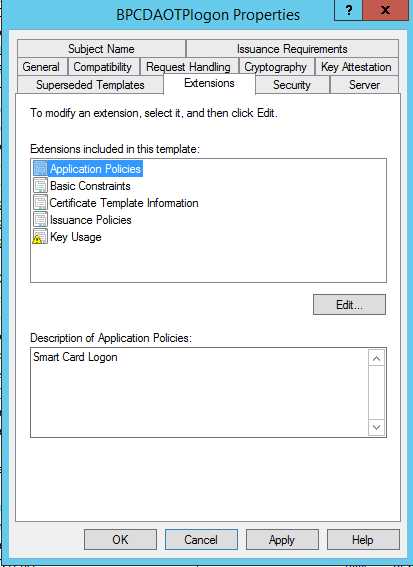 BPCDAOTPlogon Properties
?
x
Subject Name
Issuance Requirements
General
Compatibility
Request Handling
Cryptography
Key Attestation
Superseded Templates
Extensions
Security
Server
To modify an extension, select it, and then click Edit.
Extensions included in this template:
Application Policies
Basic Constraints
Certificate Template Information
Issuance Policies
Key Usage
Edit...
Description of Application Policies:
Smart Card Logon
OK
Cancel
Apply
Help